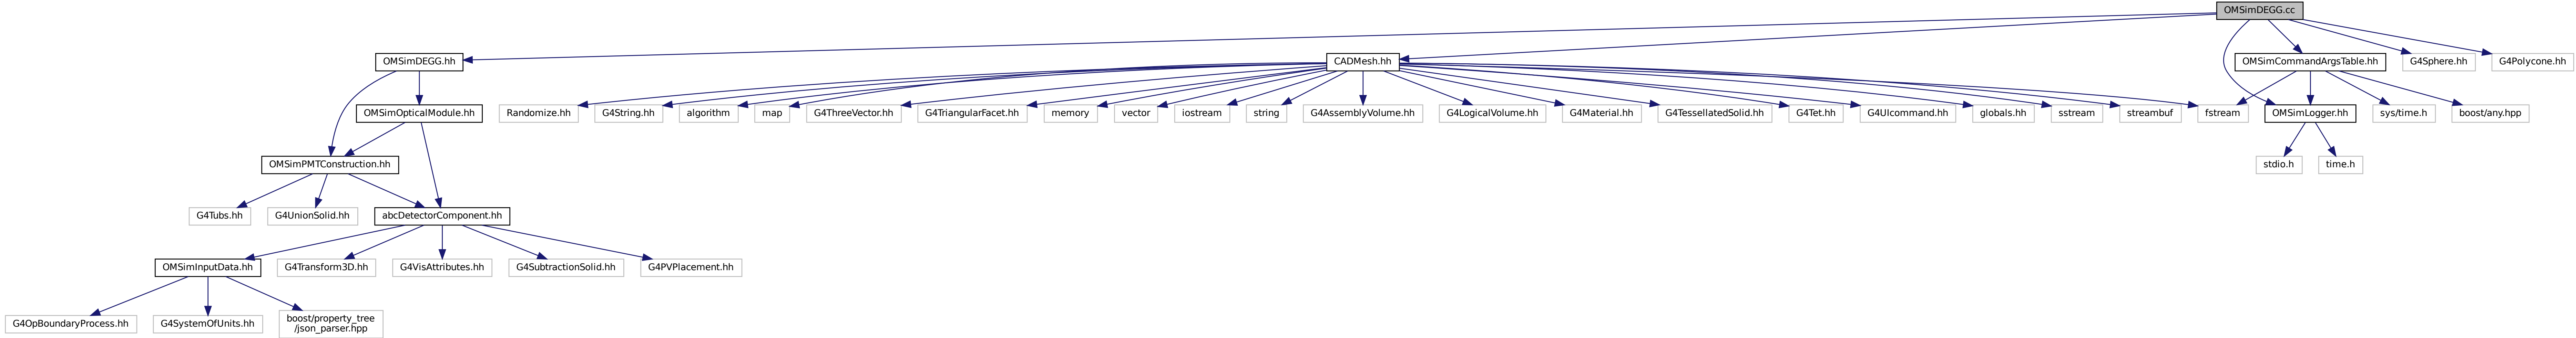 OMSimDEGG.cc
OMSimDEGG.hh
CADMesh.hh
OMSimCommandArgsTable.hh
G4Sphere.hh
G4Polycone.hh
OMSimOpticalModule.hh
Randomize.hh
G4String.hh
algorithm
map
G4ThreeVector.hh
G4TriangularFacet.hh
memory
vector
iostream
string
G4AssemblyVolume.hh
G4LogicalVolume.hh
G4Material.hh
G4TessellatedSolid.hh
G4Tet.hh
G4UIcommand.hh
globals.hh
sstream
streambuf
fstream
OMSimLogger.hh
sys/time.h
boost/any.hpp
OMSimPMTConstruction.hh
stdio.h
time.h
G4Tubs.hh
G4UnionSolid.hh
abcDetectorComponent.hh
OMSimInputData.hh
G4Transform3D.hh
G4VisAttributes.hh
G4SubtractionSolid.hh
G4PVPlacement.hh
G4OpBoundaryProcess.hh
G4SystemOfUnits.hh
boost/property_tree
/json_parser.hpp